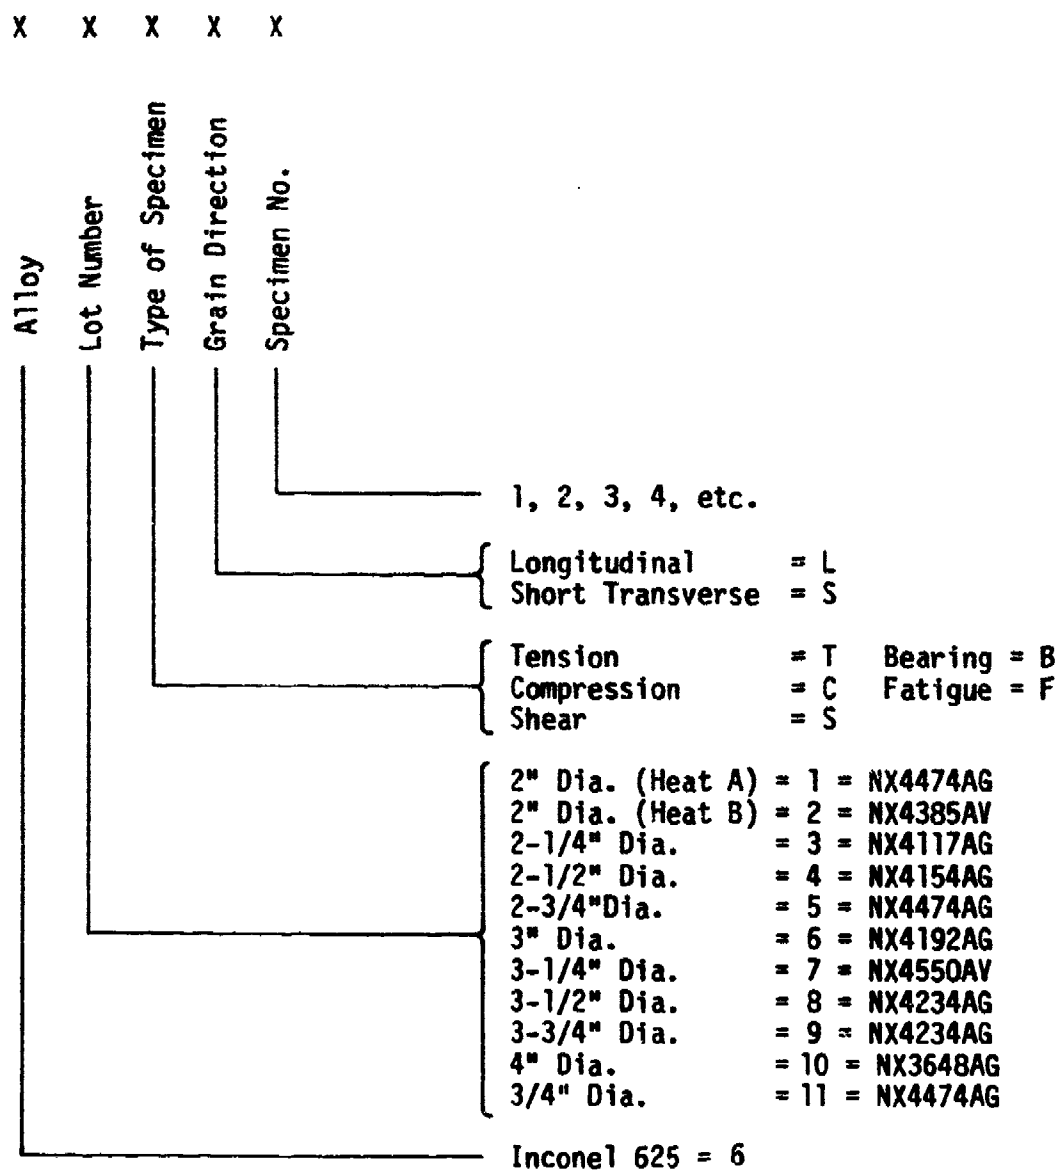 X X X X X
Alloy
Lot Number
Type of Specimen
Grain Direction
Specimen No.
1, 2, 3, 4, etc.
Longitudinal = L
Short Transverse = S
Tension = T Bearing = B
Compression = C Fatigue = F
Shear = S
2" Dia. (Heat A) = 1 = NX4474AG
2" Dia. (Heat B) = 2 = NX4385AV
2-1/4" Dia. = 3 = NX4117AG
2-1/2" Dia. = 4 = NX4154AG
2-3/4"Dia. = 5 = NX4474AG
3" Dia. = 6 = NX4192AG
3-1/4" Dia. = 7 = NX4550AV
3-1/2" Dia. = 8 = NX4234AG
3-3/4" Dia. = 9 = NX4234AG
4" Dia. = 10 = NX3648AG
3/4" Dia. = 11 = NX4474AG
Inconel 625 = 6